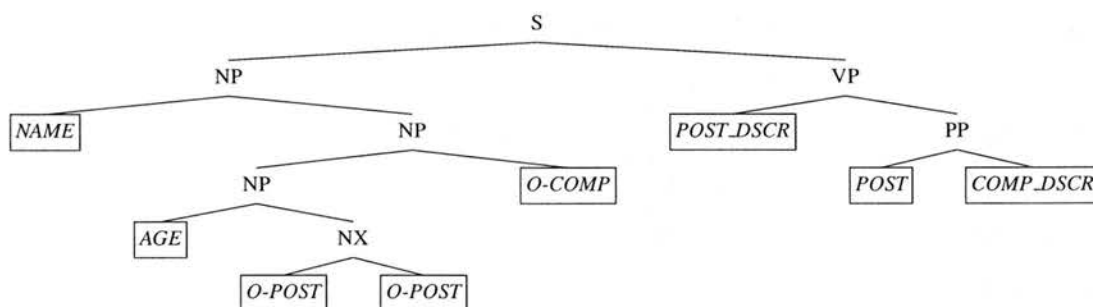 S
NP VP
NAME NP POST_DSCR PP
NP O-COMP POST COMP_DSCR
AGE NX
O-POST O-POST